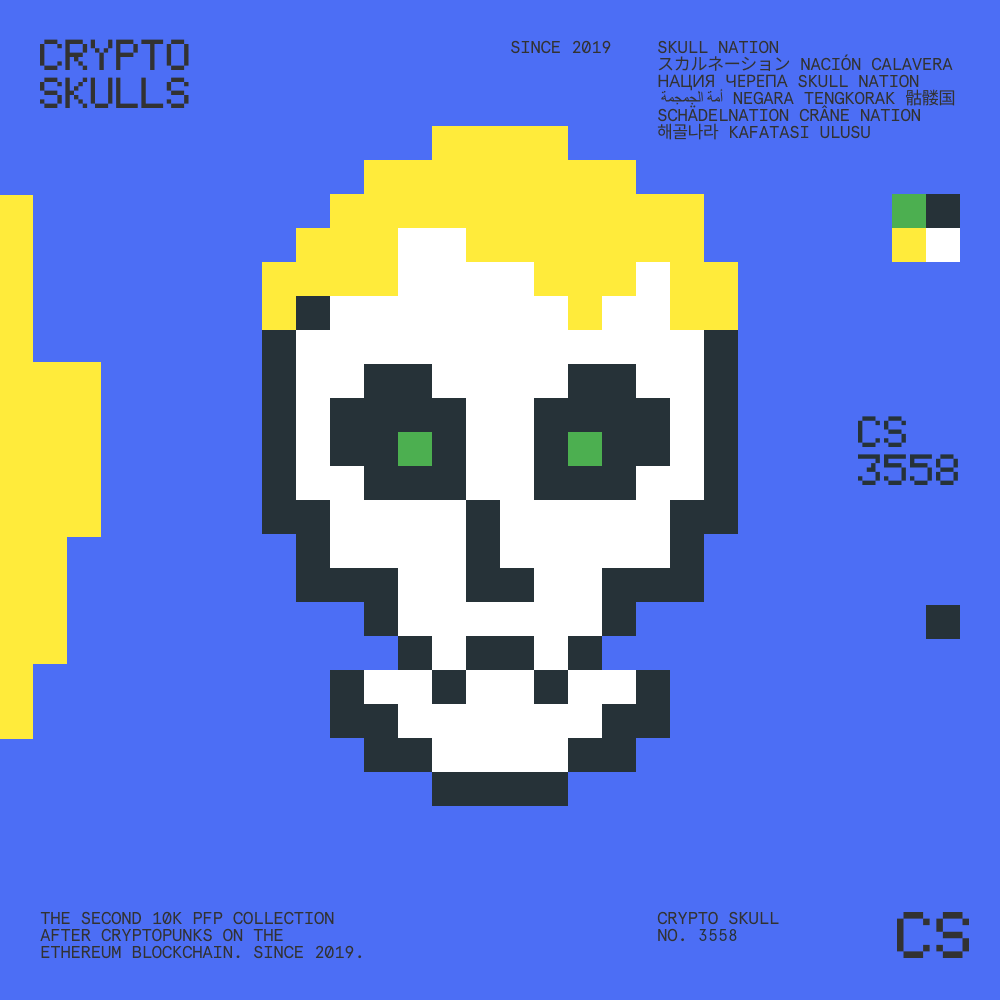 CRYPTO
SKULLS
SINCE 2019
SKULL NATION
スカルネーション NACIÓN CALAVERA
НАЦИЯ ЧЕРЕПА SKULL NATION
أمة الجمجمة NEGARA TENGKORAK 骷髅国
SCHÄDELNATION CRÂNE NATION
해골나라 KAFATASI ULUSU
CS
3558
THE SECOND 10K PFP COLLECTION
AFTER CRYPTOPUNKS ON THE
ETHEREUM BLOCKCHAIN. SINCE 2019.
CRYPTO SKULL
NO. 3558
CS